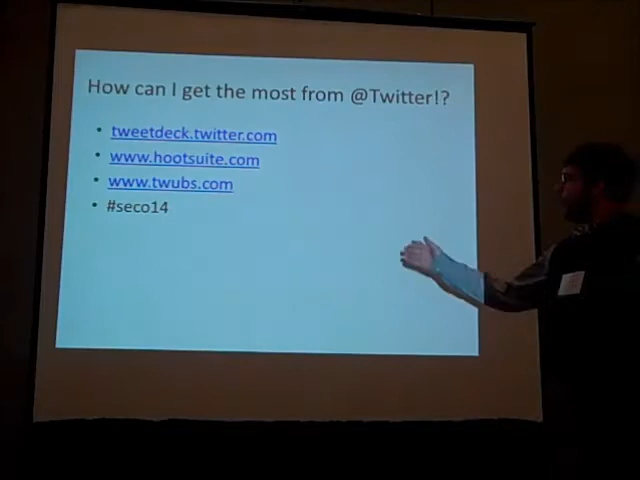 How can I get the most from @Twitter!?
• tweetdeck.twitter.com
• www.hootsuite.com
• www.twubs.com
• #seco14